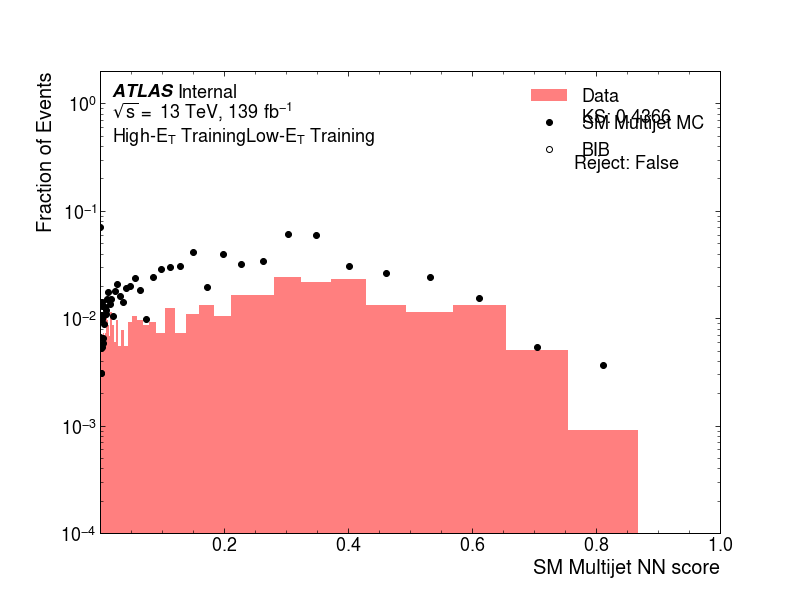 ATLAS Internal
√s = 13 TeV, 139 fb⁻¹
High-E_T TrainingLow-E_T Training
Data
KS: 0.4366
SM Multijet MC
BIB
Reject: False
Fraction of Events
10⁰
10⁻¹
10⁻²
10⁻³
10⁻⁴
0.2 0.4 0.6 0.8 1.0
SM Multijet NN score